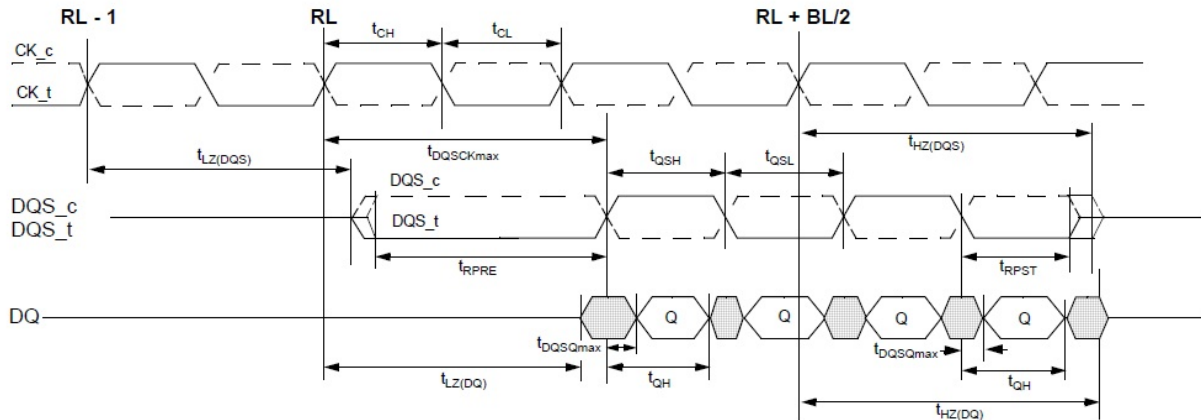 RL - 1 RL RL + BL/2
tCH tCL
CK_c
CK_t
tLZ(DQS) tDQSCKmax tHZ(DQS)
tQSH tQSL
DQS_c
DQS_c
DQS_t
DQS_t
tRPRE tRPST
DQ Q Q Q Q
tDQSQmax tDQSQmax
tLZ(DQ) tQH tQH
tHZ(DQ)